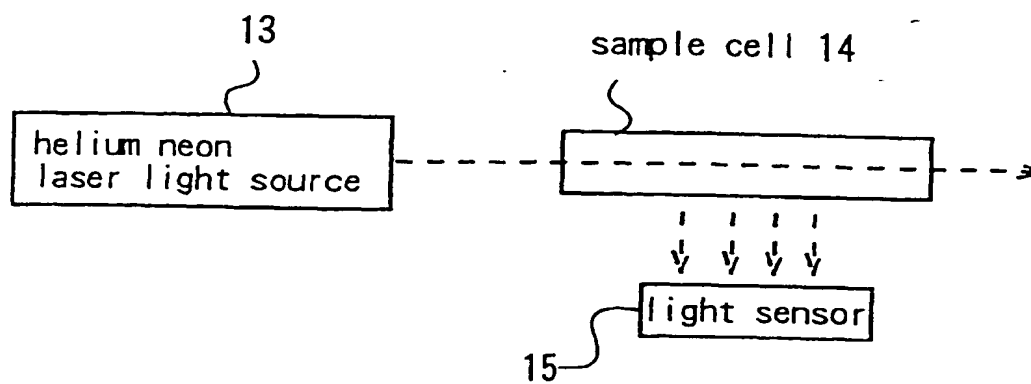 13
sample cell 14
helium neon
laser light source
light sensor
15